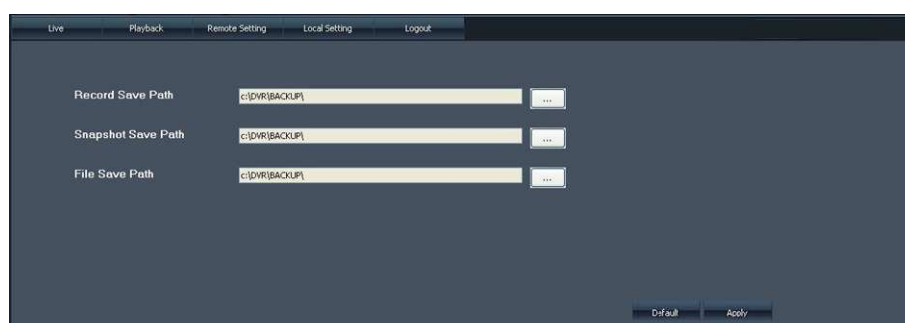 Live Playback Remote Setting Local Setting Logout
Record Save Path c:\DVR\BACKUP\ ...
Snapshot Save Path c:\DVR\BACKUP\ ...
File Save Path c:\DVR\BACKUP\ ...
Default Apply